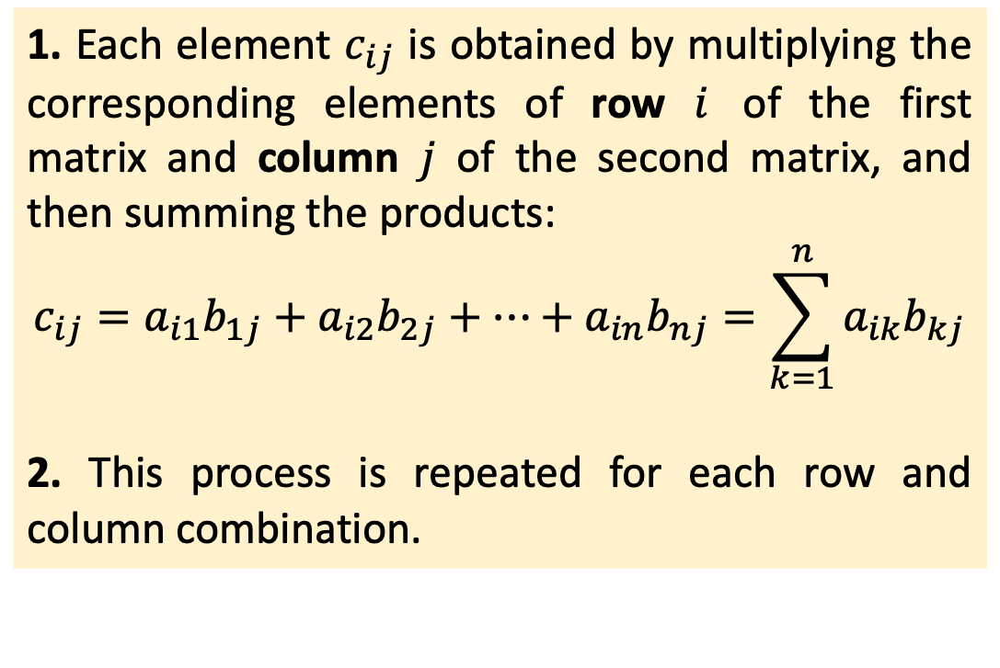 1. Each element c_{ij} is obtained by multiplying the
corresponding elements of row i of the first
matrix and column j of the second matrix, and
then summing the products:
c_{ij} = a_{i1}b_{1j} + a_{i2}b_{2j} + ⋯ + a_{in}b_{nj} = \sum_{k=1}^{n} a_{ik}b_{kj}
2. This process is repeated for each row and
column combination.